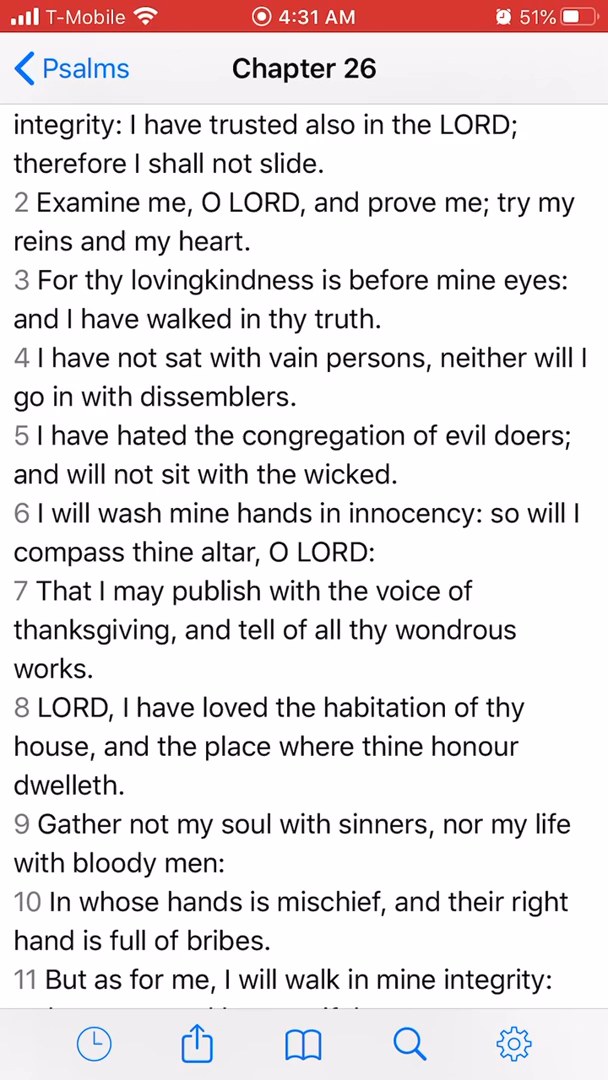 T-Mobile 4:31 AM 51%
Psalms Chapter 26
integrity: I have trusted also in the LORD;
therefore I shall not slide.
2 Examine me, O LORD, and prove me; try my
reins and my heart.
3 For thy lovingkindness is before mine eyes:
and I have walked in thy truth.
4 I have not sat with vain persons, neither will I
go in with dissemblers.
5 I have hated the congregation of evil doers;
and will not sit with the wicked.
6 I will wash mine hands in innocency: so will I
compass thine altar, O LORD:
7 That I may publish with the voice of
thanksgiving, and tell of all thy wondrous
works.
8 LORD, I have loved the habitation of thy
house, and the place where thine honour
dwelleth.
9 Gather not my soul with sinners, nor my life
with bloody men:
10 In whose hands is mischief, and their right
hand is full of bribes.
11 But as for me, I will walk in mine integrity: